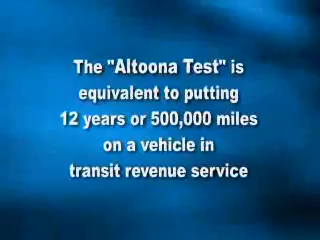 The "Altoona Test" is
equivalent to putting
12 years or 500,000 miles
on a vehicle in
transit revenue service